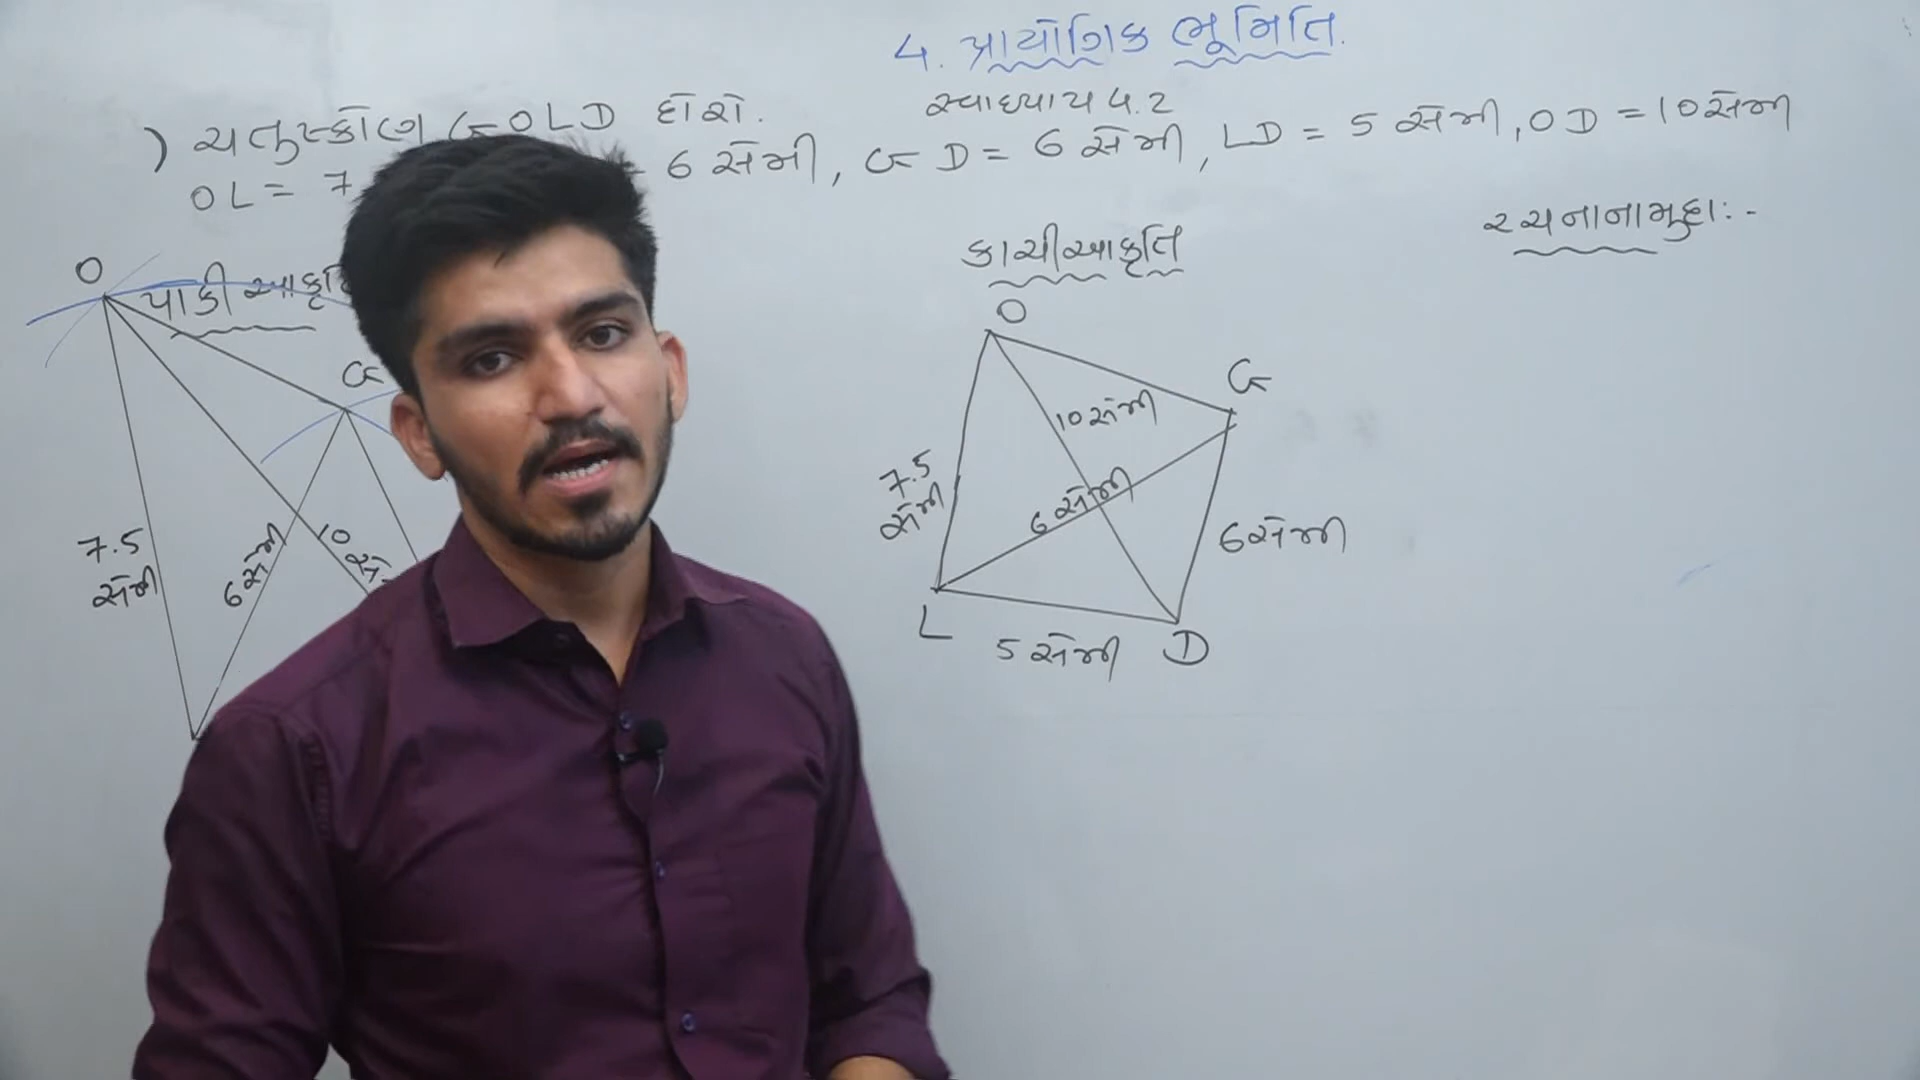 4. પ્રાયોગિક ભૂમિતિ.
સ્વાધ્યાય 4.2
) ચતુષ્કોણ GOLD દોરો.
OL = 7 6 સેમી, GD = 6 સેમી, LD = 5 સેમી, OD = 10 સેમી
રચનાના મુદ્દા :-
કાચી આકૃતિ
પાકી આકૃતિ
O
G
7.5
સેમી
6 સેમી
10
સે
O
G
10 સેમી
7.5
સેમી
6 સેમી
6 સેમી
L
5 સેમી
D